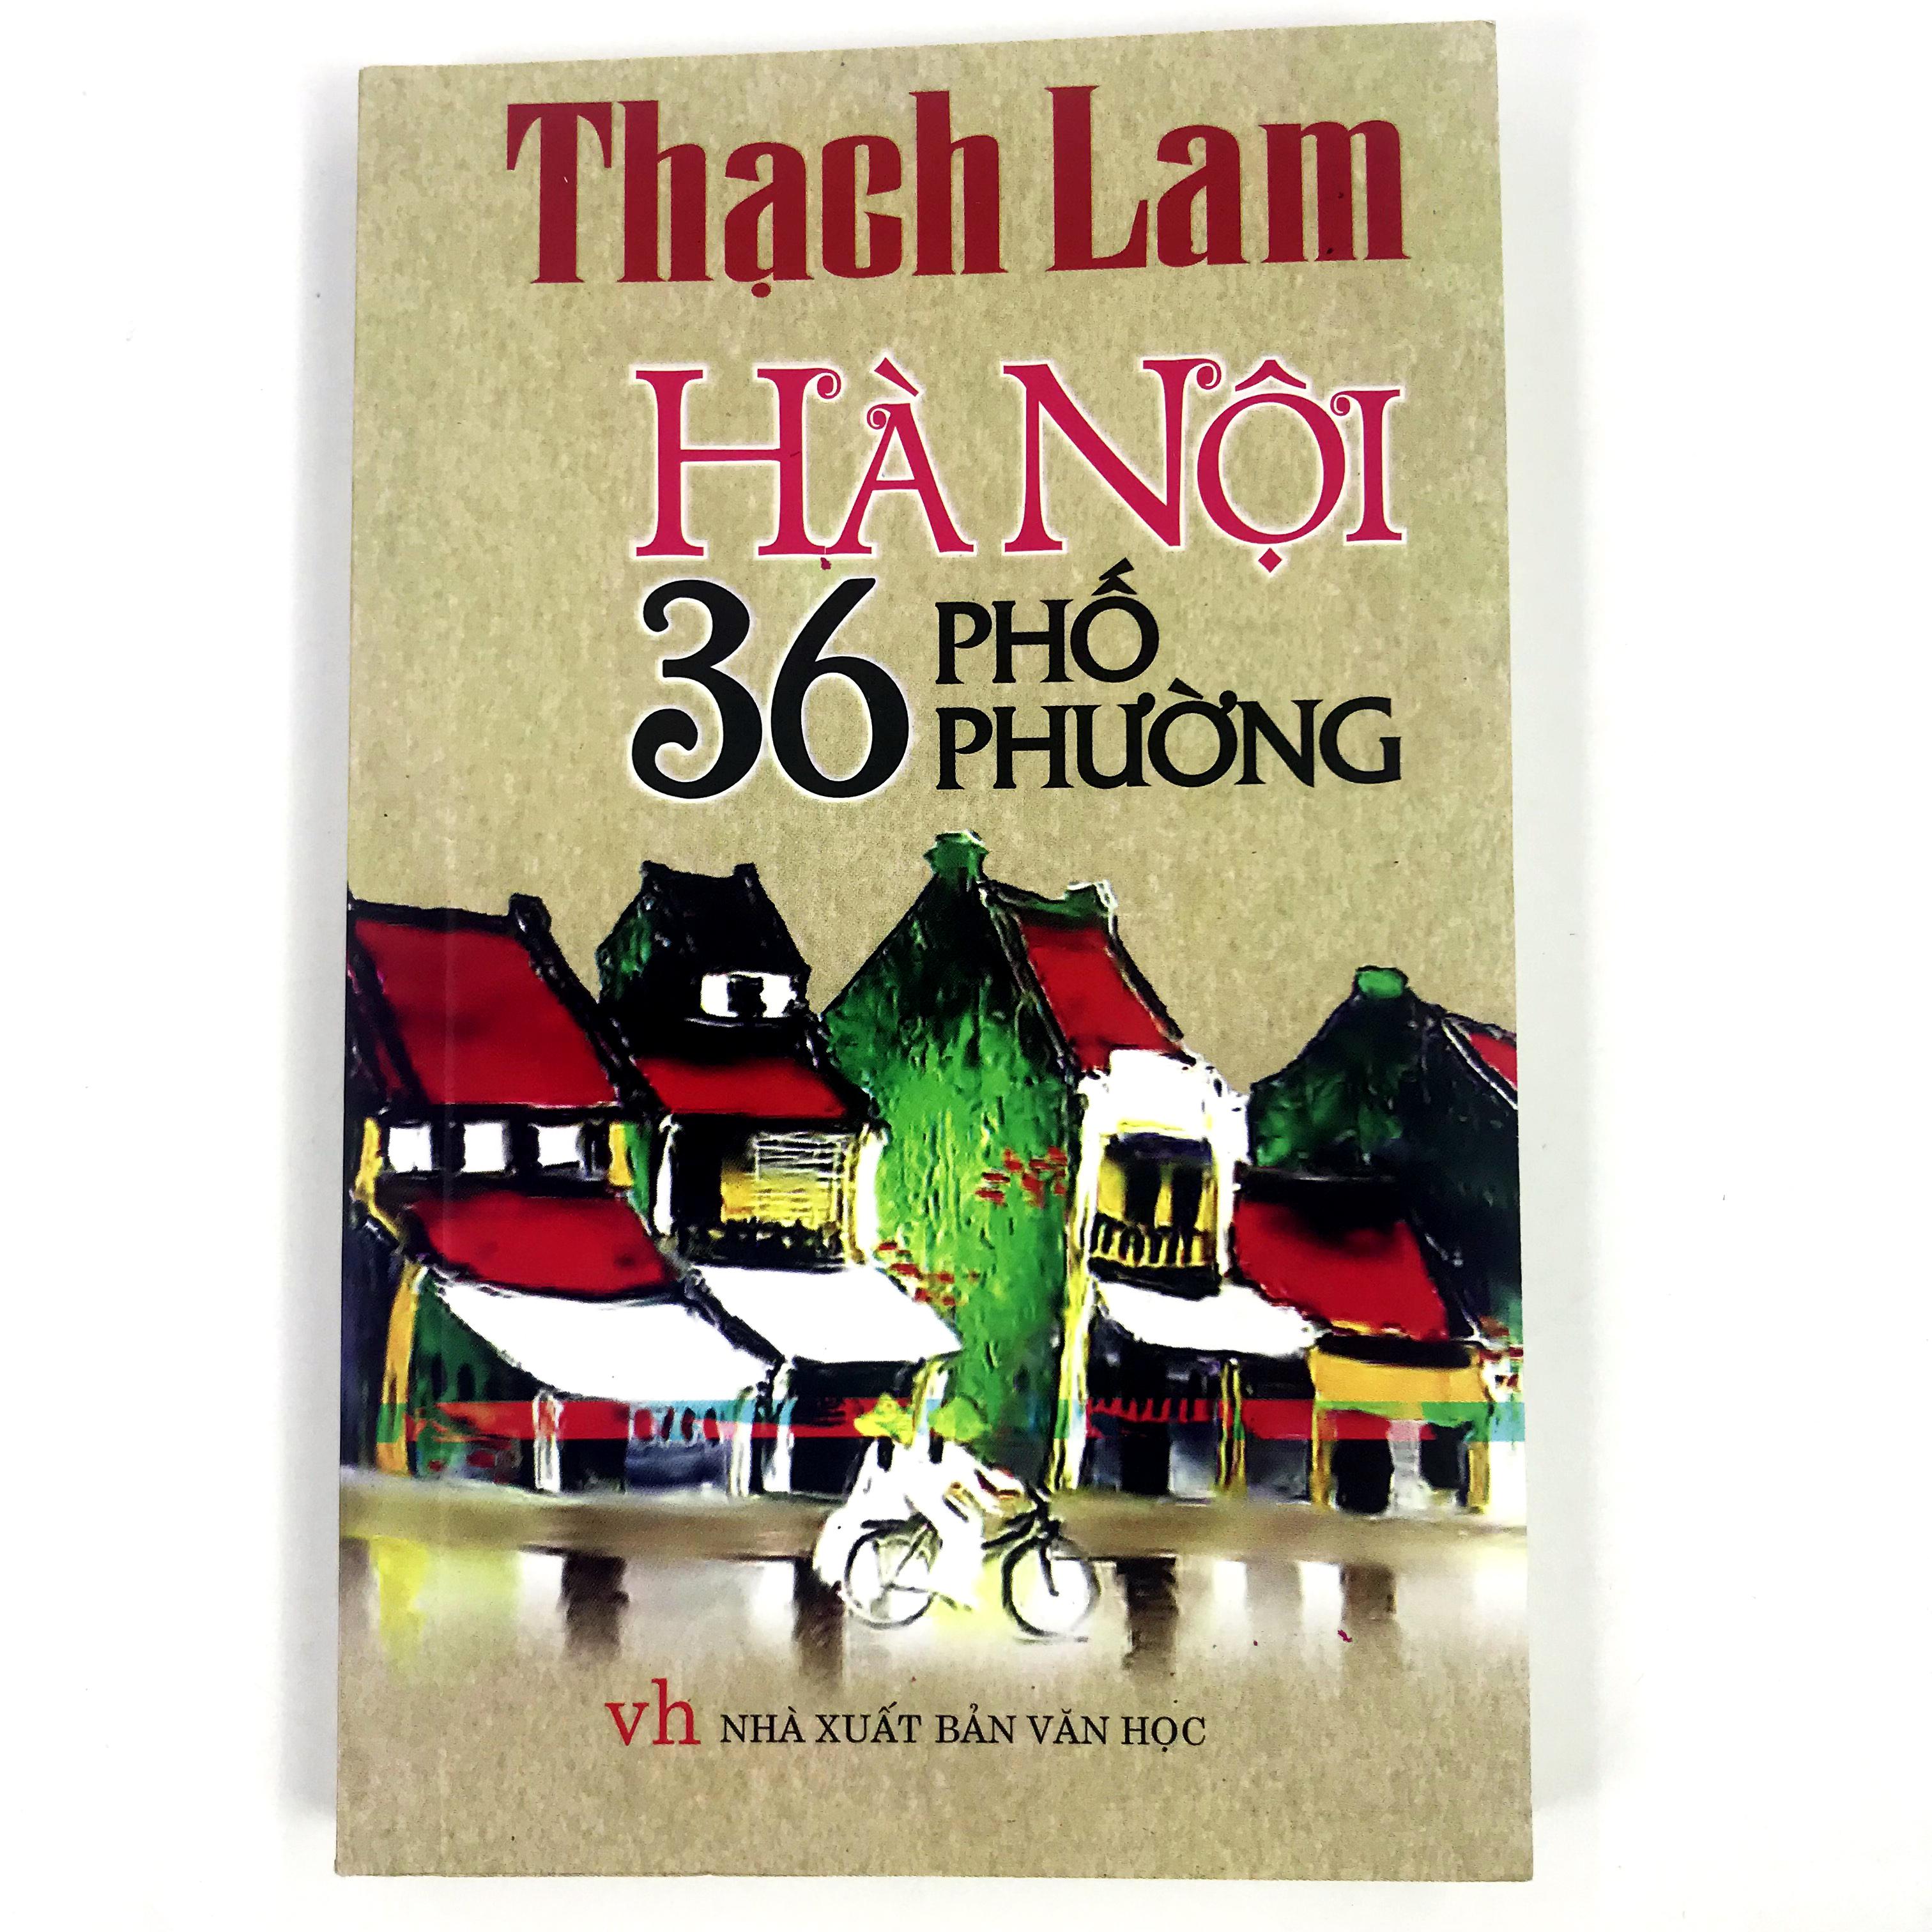 Thạch Lam
HÀ NỘI
36 PHỐ
PHƯỜNG
vh NHÀ XUẤT BẢN VĂN HỌC